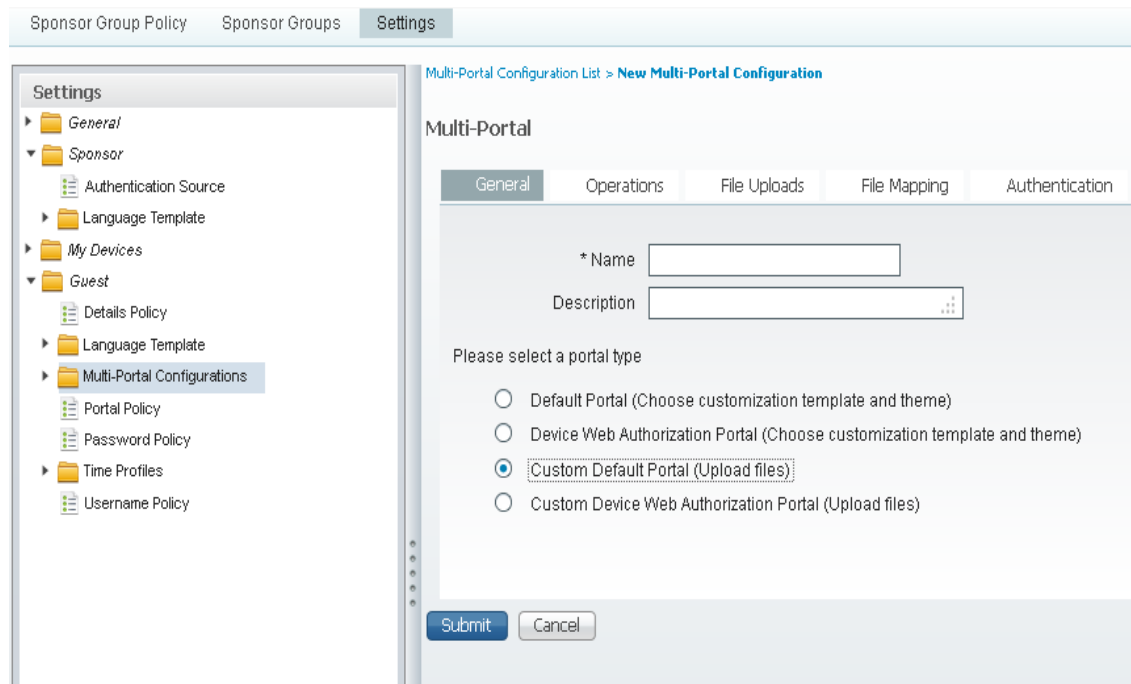 Sponsor Group Policy Sponsor Groups Settings
Settings
General
Sponsor
Authentication Source
Language Template
My Devices
Guest
Details Policy
Language Template
Multi-Portal Configurations
Portal Policy
Password Policy
Time Profiles
Username Policy
Multi-Portal Configuration List > New Multi-Portal Configuration
Multi-Portal
General Operations File Uploads File Mapping Authentication
* Name
Description
Please select a portal type
Default Portal (Choose customization template and theme)
Device Web Authorization Portal (Choose customization template and theme)
Custom Default Portal (Upload files)
Custom Device Web Authorization Portal (Upload files)
Submit Cancel